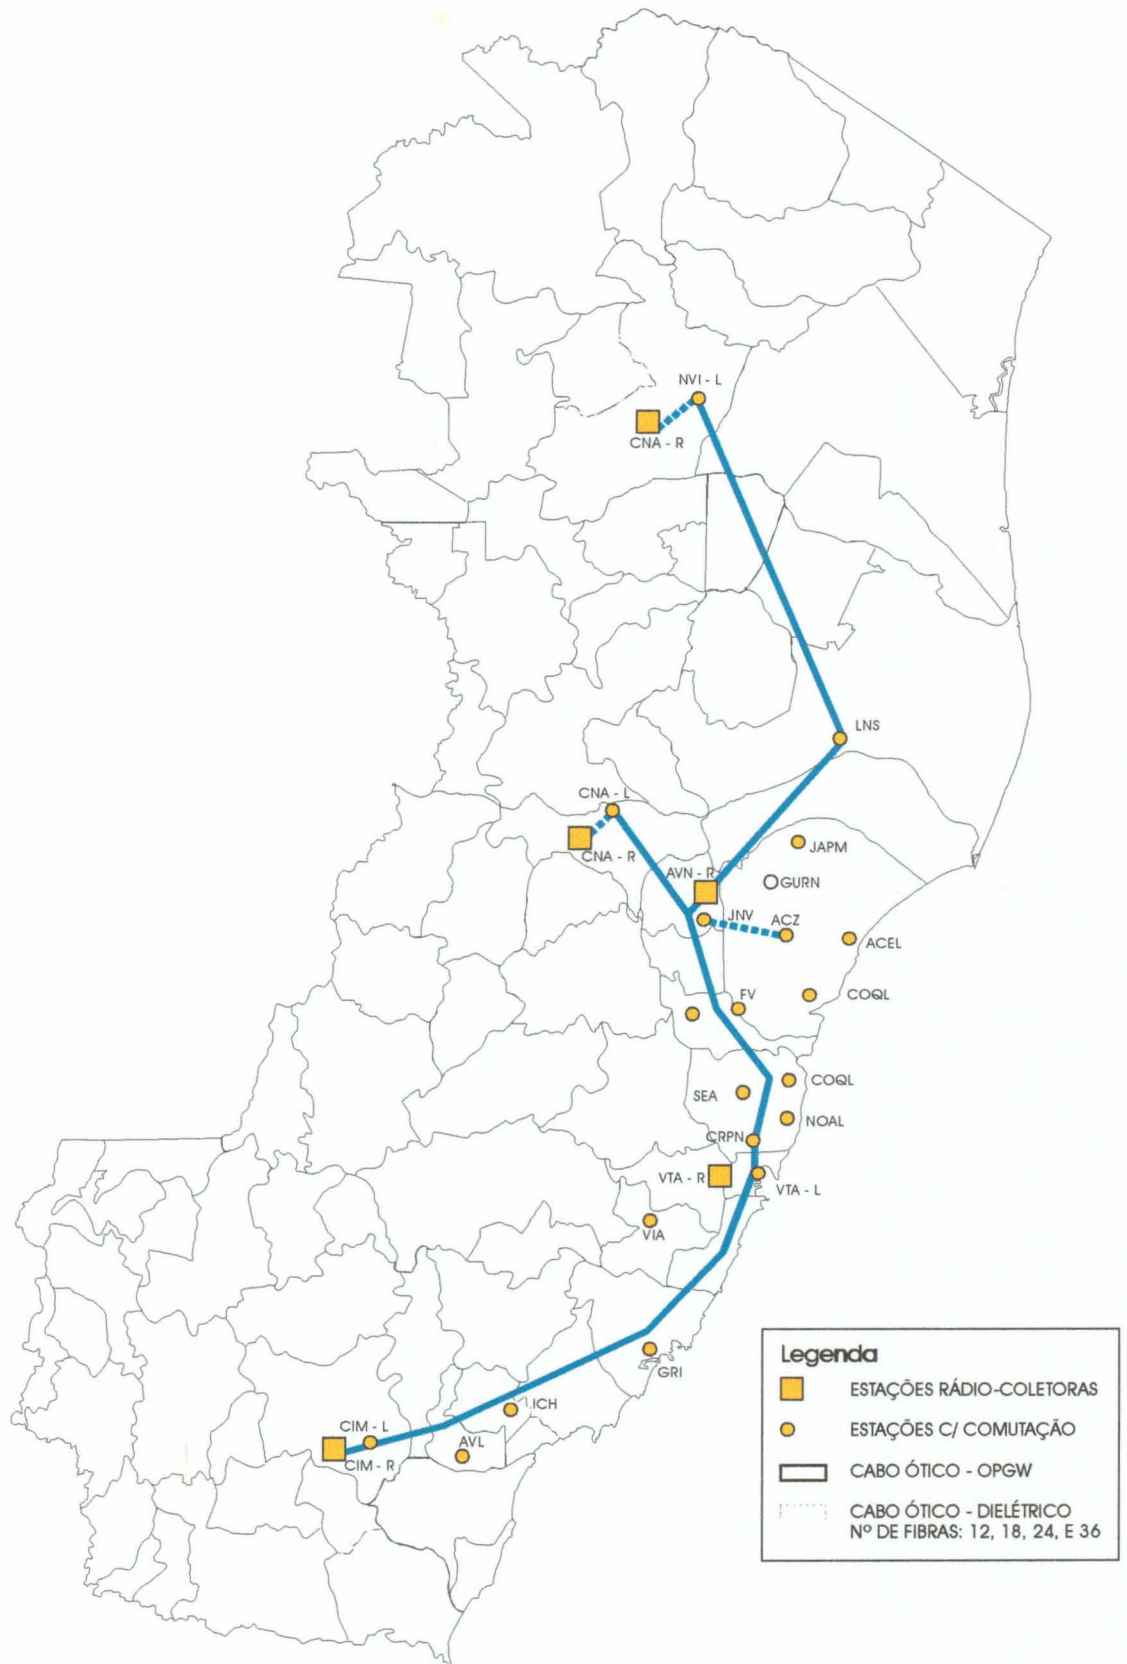 NVI - L
CNA - R
LNS
CNA - L
CNA - R
JAPM
AVN - R
GURN
JNV
ACZ
ACEL
FV
COQL
COQL
SEA
NOAL
CRPN
VTA - R
VTA - L
VIA
GRI
ICH
CIM - L
AVL
CIM - R
Legenda
ESTAÇÕES RÁDIO-COLETORAS
ESTAÇÕES C/ COMUTAÇÃO
CABO ÓTICO - OPGW
CABO ÓTICO - DIELÉTRICO
Nº DE FIBRAS: 12, 18, 24, E 36